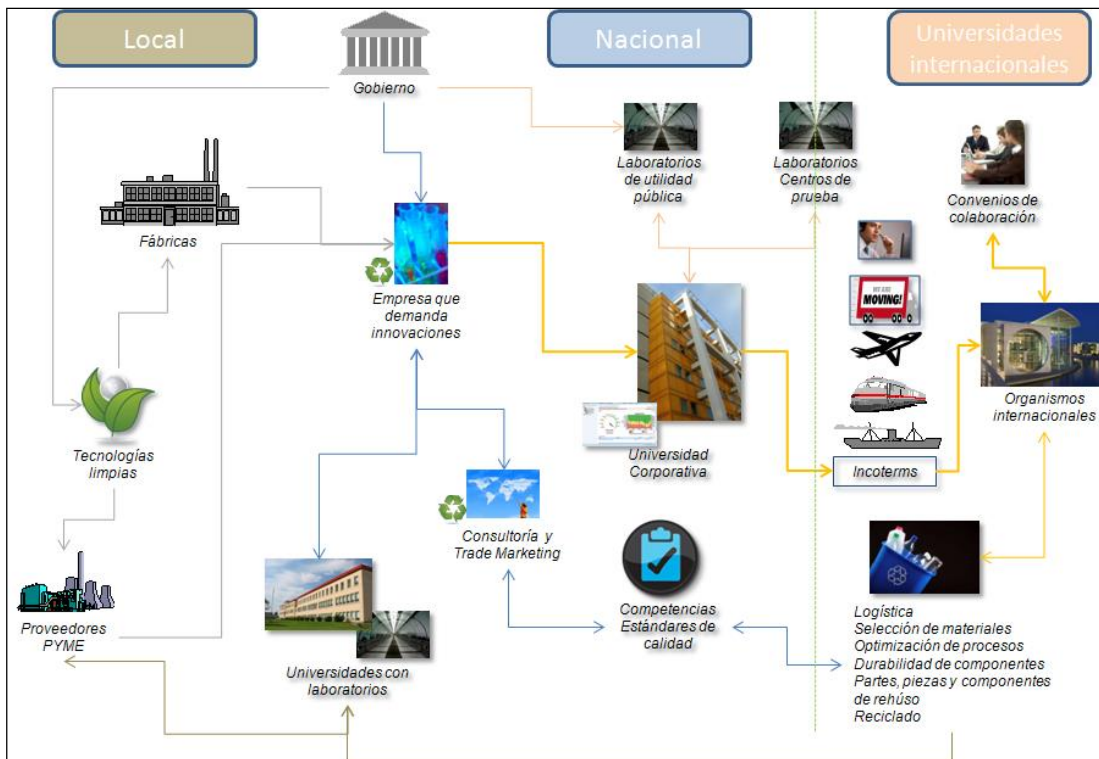 Local
Nacional
Universidades
internacionales
Gobierno
Laboratorios
de utilidad
pública
Laboratorios
Centros de
prueba
Convenios de
colaboración
Fábricas
Empresa que
demanda
innovaciones
WE ARE
MOVING!
Organismos
internacionales
Tecnologías
limpias
Universidad
Corporativa
Incoterms
Consultoría y
Trade Marketing
Proveedores
PYME
Universidades con
laboratorios
Competencias
Estándares de
calidad
Logística
Selección de materiales
Optimización de procesos
Durabilidad de componentes
Partes, piezas y componentes
de rehúso
Reciclado